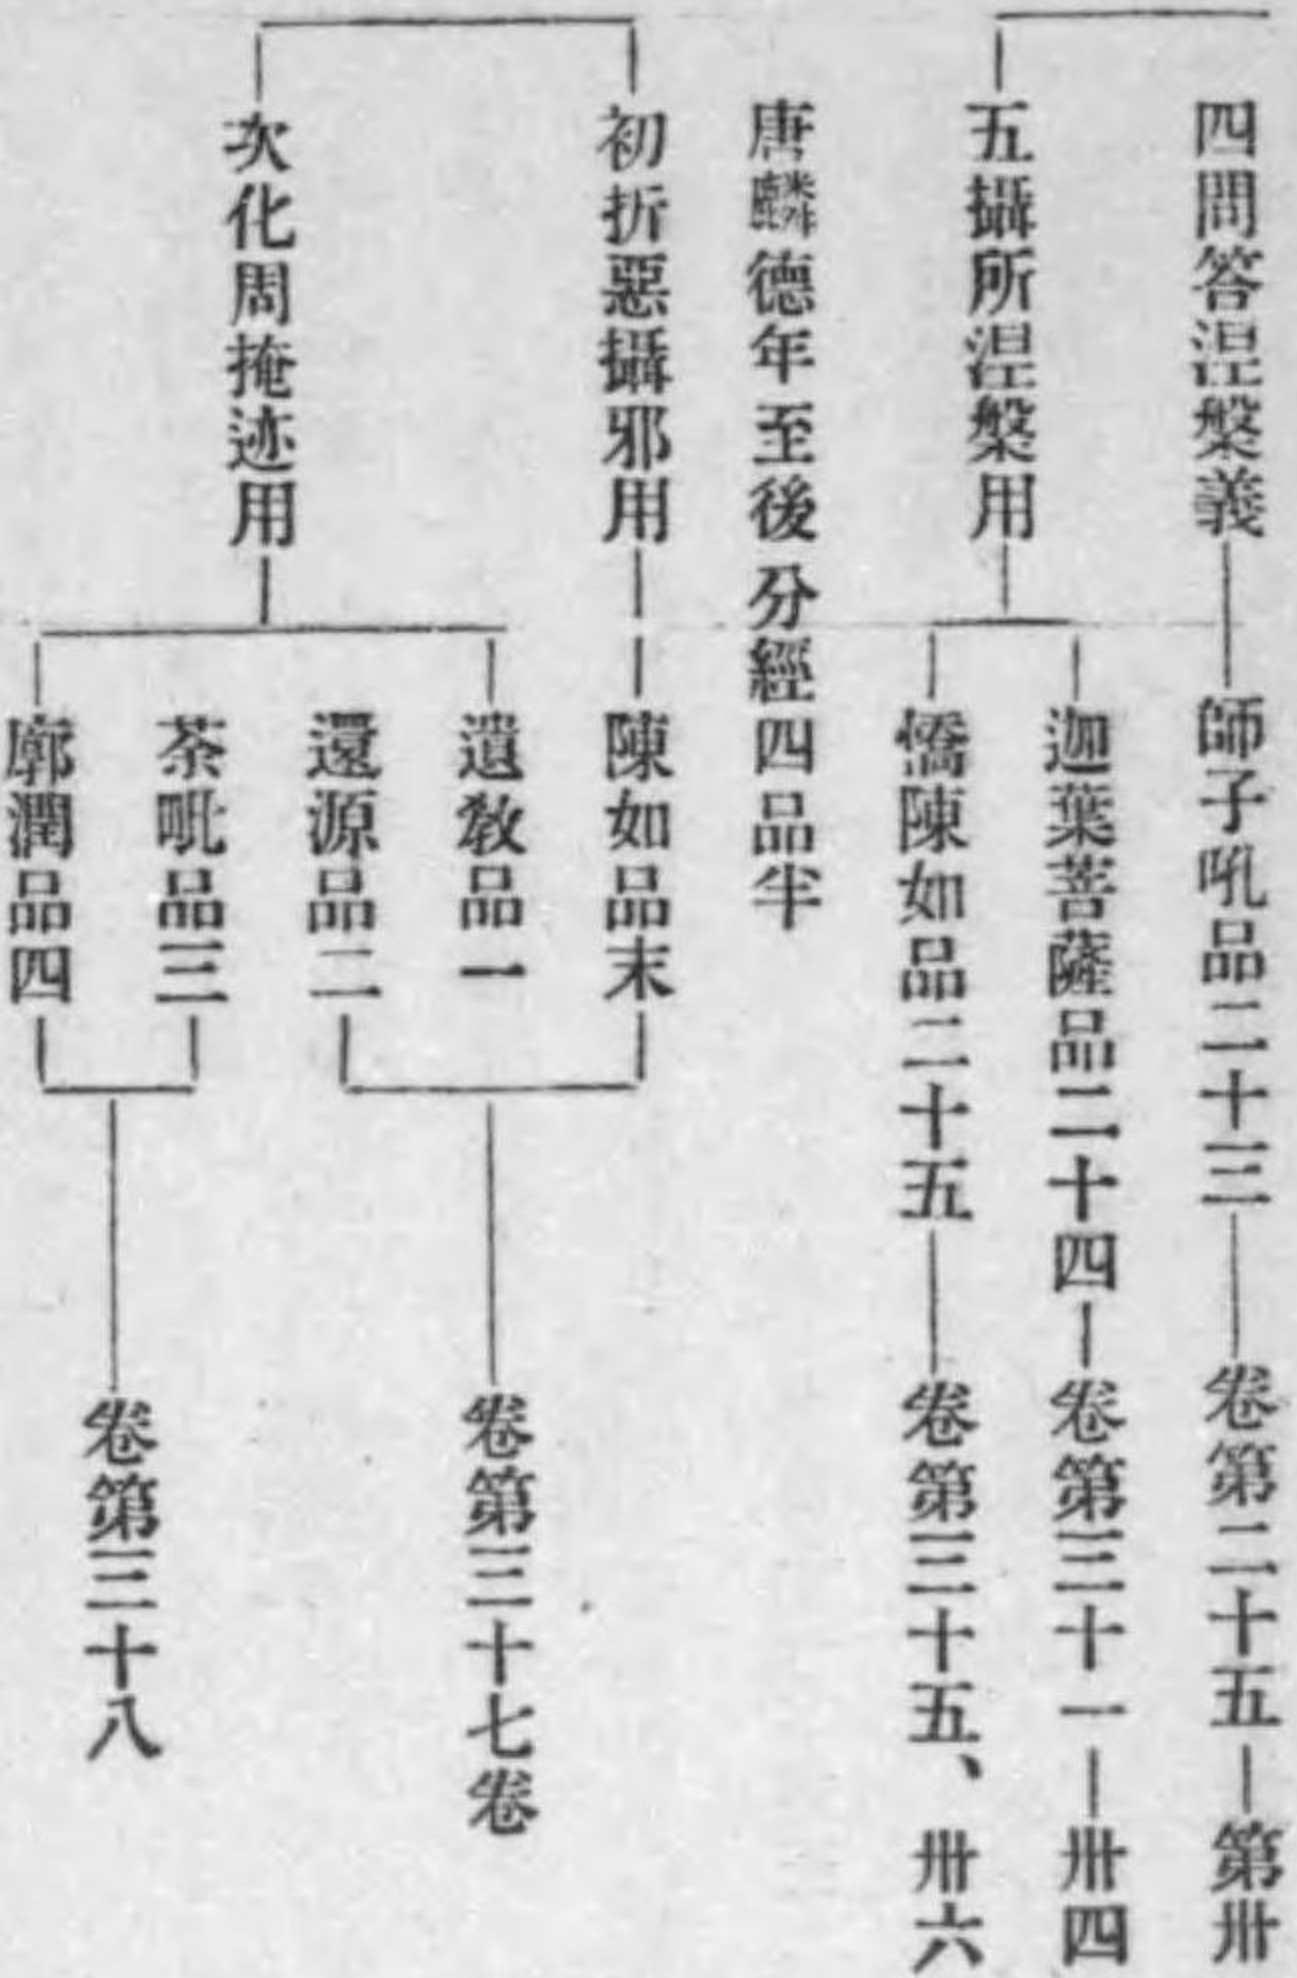 四問答涅槃義—師子吼品二十三—卷第二十五—第卅
五攝所涅槃用
迦葉菩薩品二十四—卷第三十一—卅四
憍陳如品二十五—卷第三十五、卅六
唐麟德年至後分經四品半
初折惡攝邪用——陳如品末
次化周掩迹用
遺教品一
還源品二
卷第三十七卷
荼毗品三
廓潤品四
卷第三十八